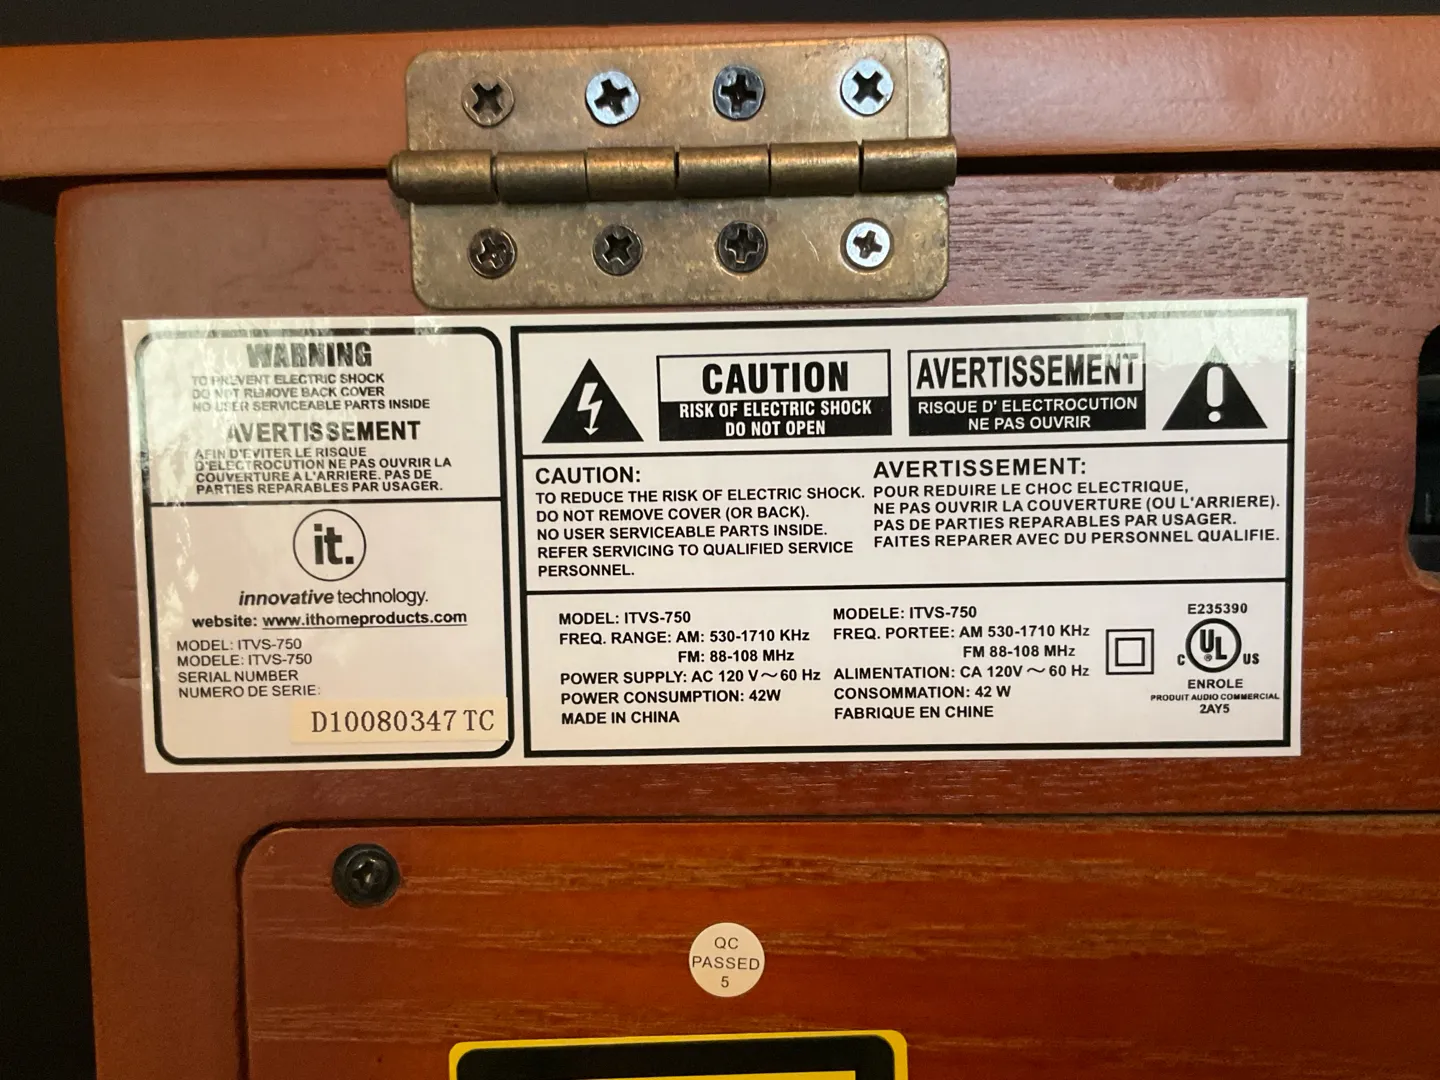 WARNING
TO PREVENT ELECTRIC SHOCK
DO NOT REMOVE BACK COVER
NO USER SERVICEABLE PARTS INSIDE
AVERTISSEMENT
AFIN D'EVITER LE RISQUE
D'ELECTROCUTION NE PAS OUVRIR LA
COUVERTURE A L'ARRIERE. PAS DE
PARTIES REPARABLES PAR USAGER.
it.
innovative technology.
website: www.ithomeproducts.com
MODEL: ITVS-750
MODELE: ITVS-750
SERIAL NUMBER
NUMERO DE SERIE:
D10080347 TC
CAUTION
RISK OF ELECTRIC SHOCK
DO NOT OPEN
AVERTISSEMENT
RISQUE D' ELECTROCUTION
NE PAS OUVRIR
CAUTION:
TO REDUCE THE RISK OF ELECTRIC SHOCK.
DO NOT REMOVE COVER (OR BACK).
NO USER SERVICEABLE PARTS INSIDE.
REFER SERVICING TO QUALIFIED SERVICE
PERSONNEL.
AVERTISSEMENT:
POUR REDUIRE LE CHOC ELECTRIQUE,
NE PAS OUVRIR LA COUVERTURE (OU L'ARRIERE).
PAS DE PARTIES REPARABLES PAR USAGER.
FAITES REPARER AVEC DU PERSONNEL QUALIFIE.
MODEL: ITVS-750
FREQ. RANGE: AM: 530-1710 KHz
FM: 88-108 MHz
POWER SUPPLY: AC 120 V ~ 60 Hz
POWER CONSUMPTION: 42W
MADE IN CHINA
MODELE: ITVS-750
FREQ. PORTEE: AM 530-1710 KHz
FM 88-108 MHz
ALIMENTATION: CA 120V ~ 60 Hz
CONSOMMATION: 42 W
FABRIQUE EN CHINE
E235390
C UL ® US
ENROLE
PRODUIT AUDIO COMMERCIAL
2AY5
QC
PASSED
5